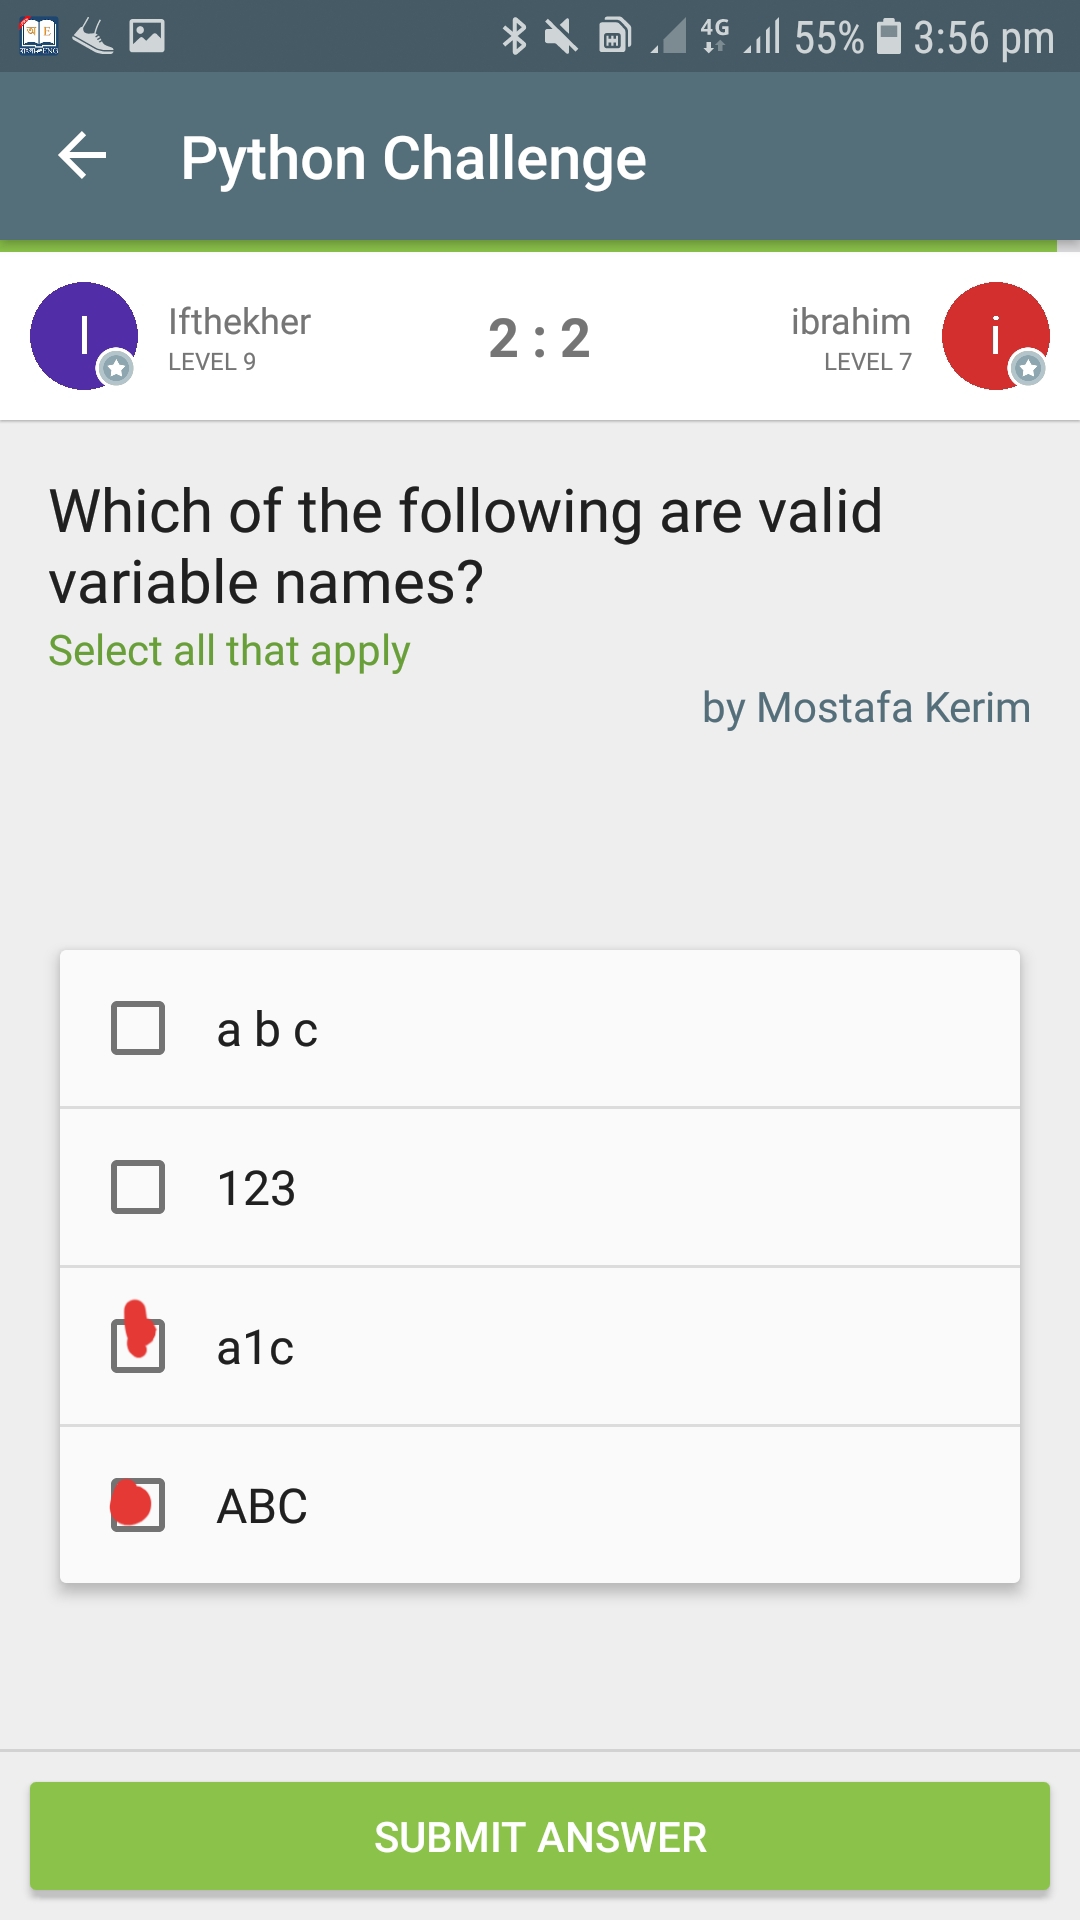 4G 55% 3:56 pm
Python Challenge
I Ifthekher
LEVEL 9
2 : 2
ibrahim i
LEVEL 7
Which of the following are valid
variable names?
Select all that apply
by Mostafa Kerim
a b c
123
a1c
ABC
SUBMIT ANSWER